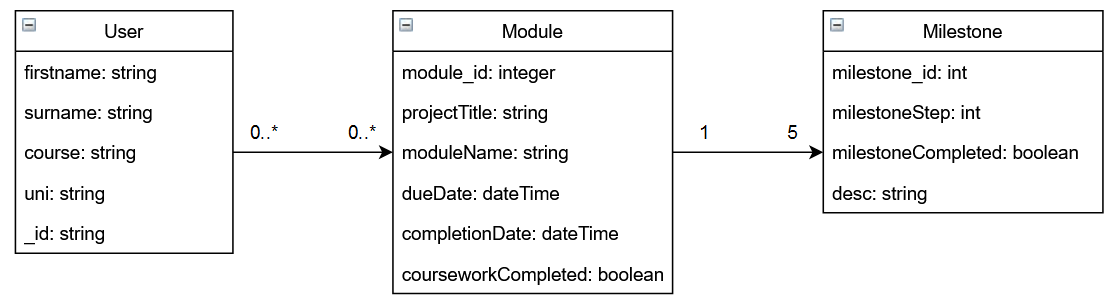 User
firstname: string
surname: string
course: string
uni: string
_id: string
0..*
0..*
Module
module_id: integer
projectTitle: string
moduleName: string
dueDate: dateTime
completionDate: dateTime
courseworkCompleted: boolean
1
5
Milestone
milestone_id: int
milestoneStep: int
milestoneCompleted: boolean
desc: string